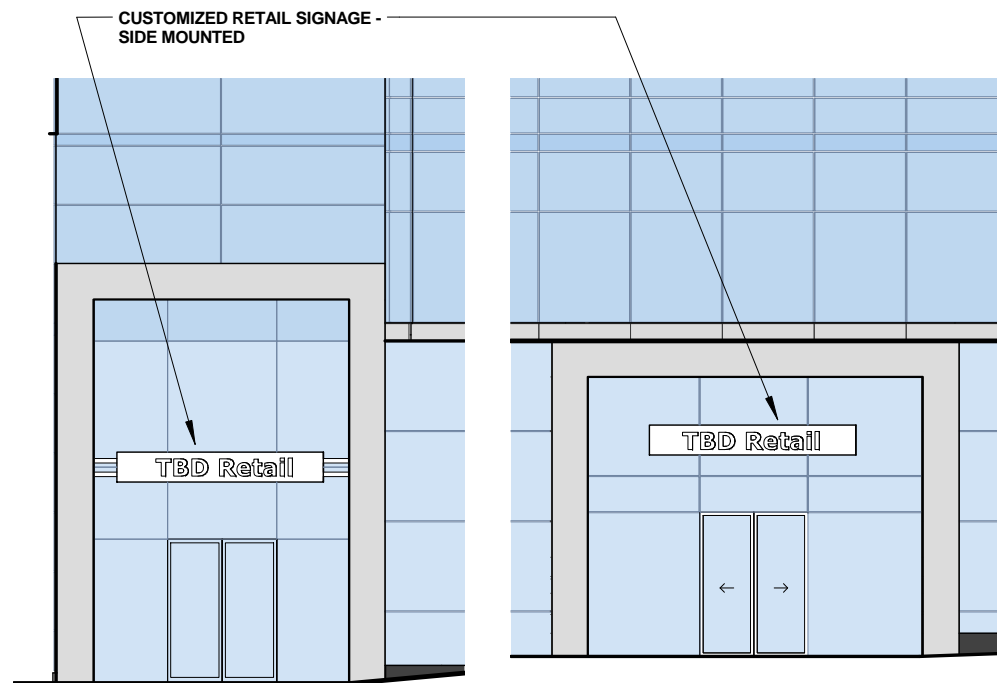 CUSTOMIZED RETAIL SIGNAGE -
SIDE MOUNTED
TBD Retail
TBD Retail